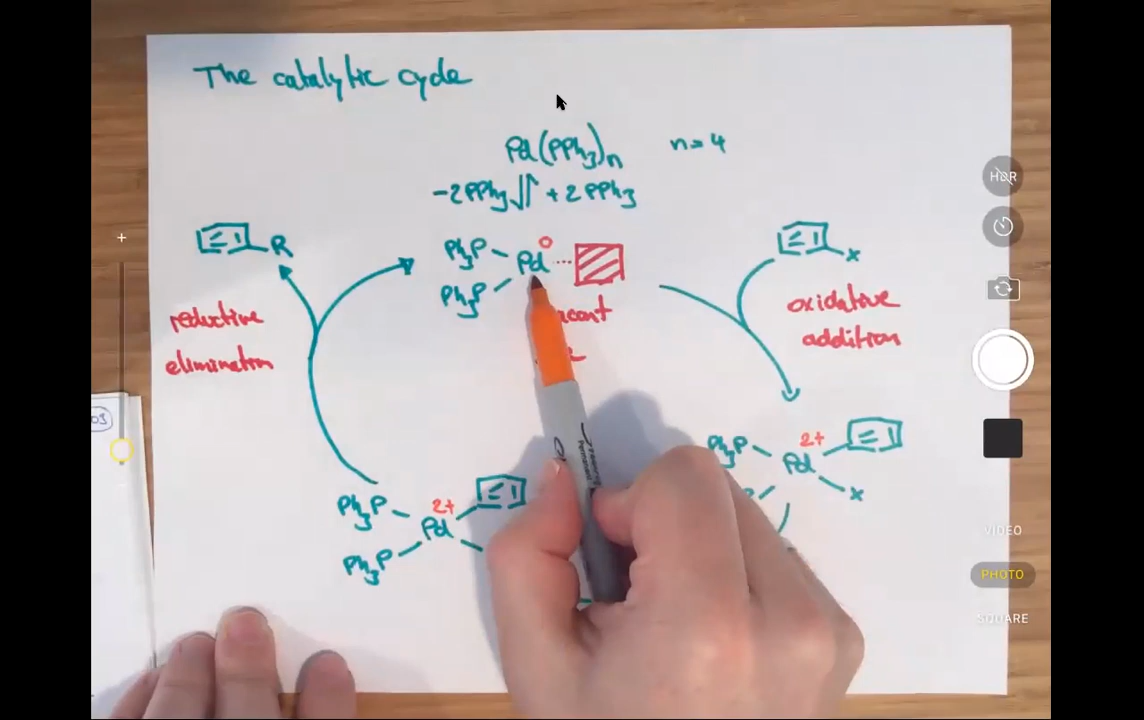 The catalytic cycle
Pd(PPh3)n n=4
-2PPh3 ⇅ +2PPh3
R
Ph3P Pd 0
Ph3P
X
reductive
elimination
oxidative
addition
HDR
03
Ph3P Pd 2+
X
Ph3P Pd 2+
Ph3P
VIDEO
PHOTO
SQUARE